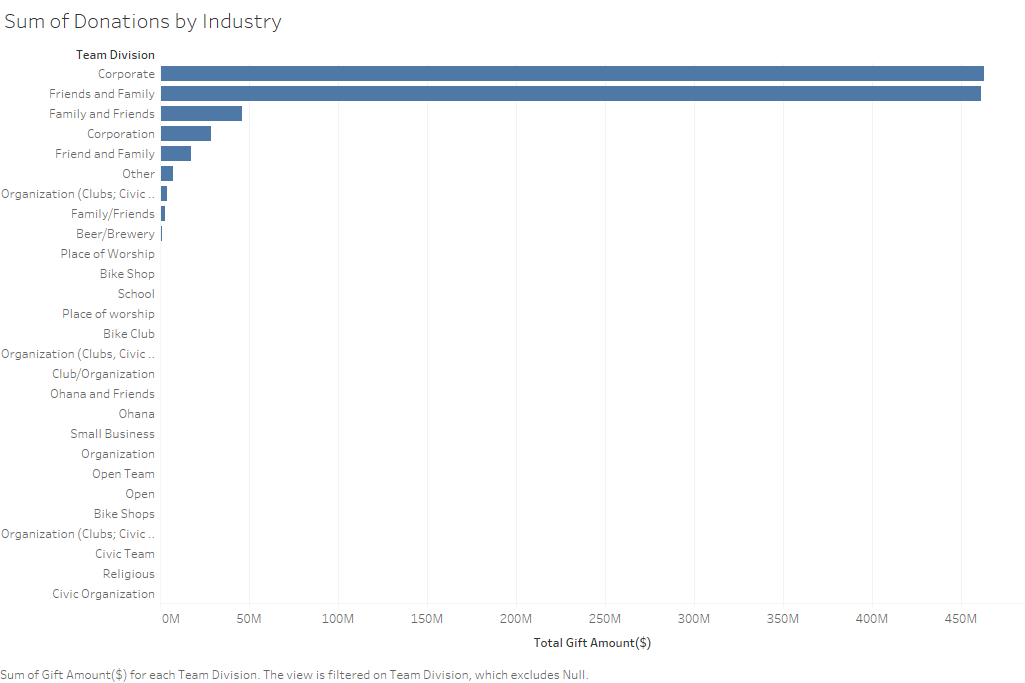 Sum of Donations by Industry
Team Division
Corporate
Friends and Family
Family and Friends
Corporation
Friend and Family
Other
Organization (Clubs; Civic ..
Family/Friends
Beer/Brewery
Place of Worship
Bike Shop
School
Place of worship
Bike Club
Organization (Clubs, Civic ..
Club/Organization
Ohana and Friends
Ohana
Small Business
Organization
Open Team
Open
Bike Shops
Organization (Clubs; Civic ..
Civic Team
Religious
Civic Organization
0M 50M 100M 150M 200M 250M 300M 350M 400M 450M
Total Gift Amount($)
Sum of Gift Amount($) for each Team Division. The view is filtered on Team Division, which excludes Null.